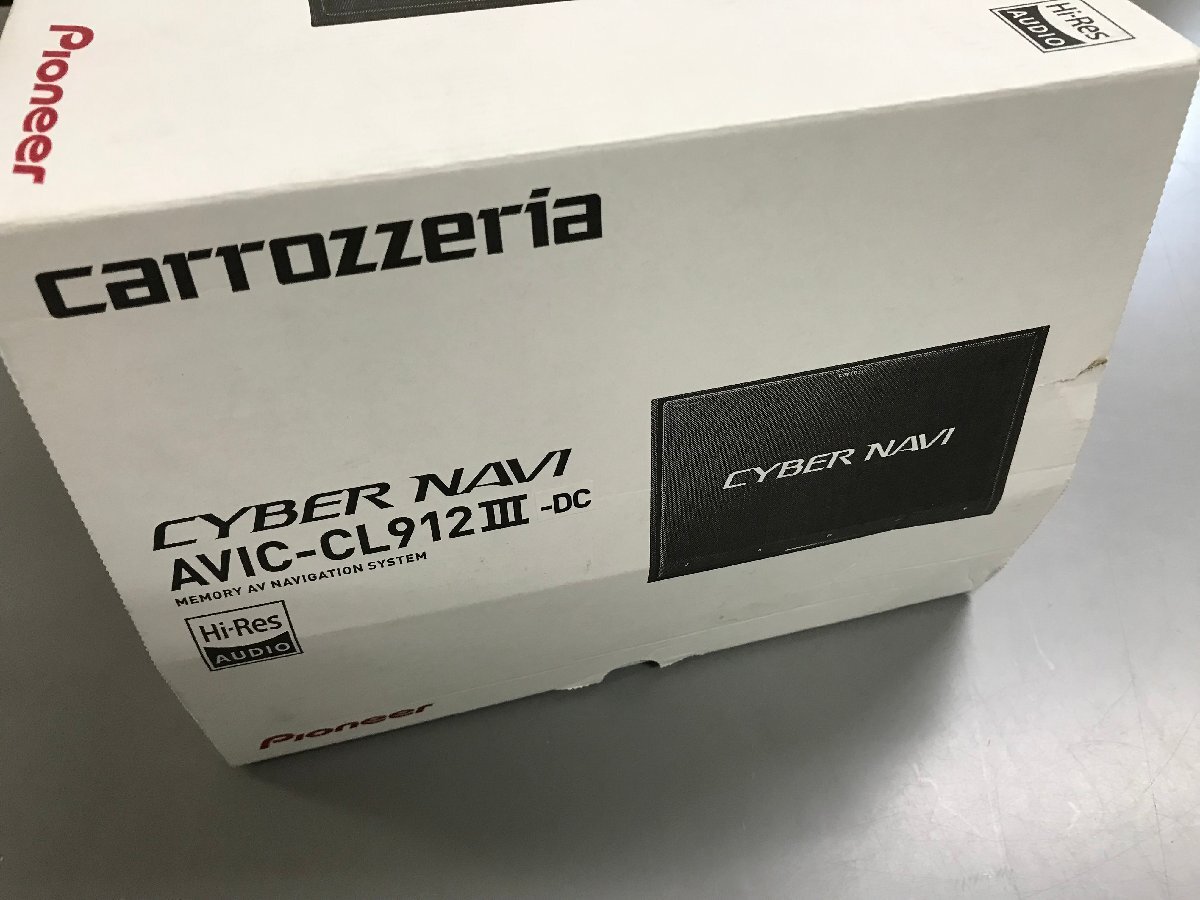 Hi-Res
AUDIO
Pioneer
carrozzeria
CYBER NAVI
CYBER NAVI
AVIC-CL912III -DC
MEMORY AV NAVIGATION SYSTEM
Hi-Res
AUDIO
Pioneer